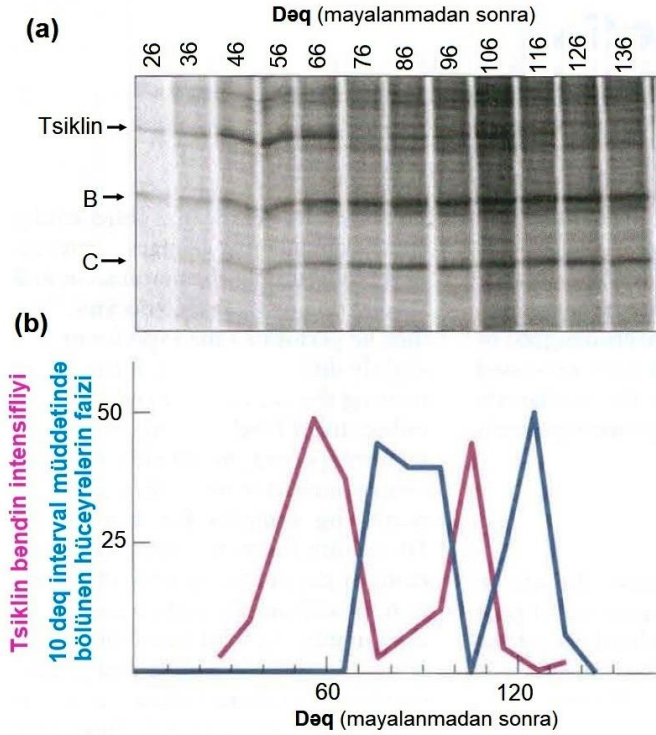 Dəq (mayalanmadan sonra)
(a)
26 36 46 56 66 76 86 96 106 116 126 136
Tsiklin
B
C
(b)
Tsiklin bəndin intensifliyi
10 dəq interval müddətində
bölünən hüceyrələrin faizi
50
25
60 120
Dəq (mayalanmadan sonra)